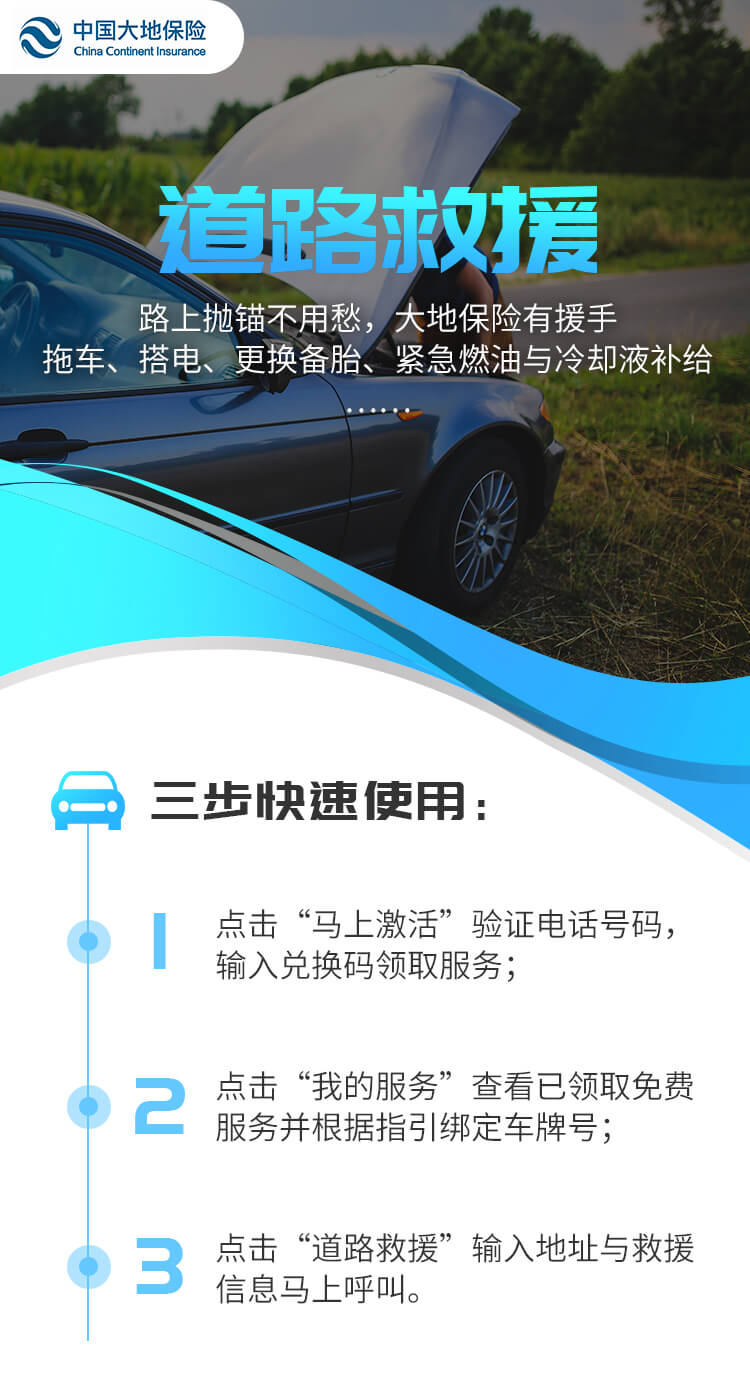 中国大地保险
China Continent Insurance
道路救援
路上抛锚不用愁，大地保险有援手
拖车、搭电、更换备胎、紧急燃油与冷却液补给
······
三步快速使用：
1
点击“马上激活”验证电话号码，
输入兑换码领取服务；
2
点击“我的服务”查看已领取免费
服务并根据指引绑定车牌号；
3
点击“道路救援”输入地址与救援
信息马上呼叫。